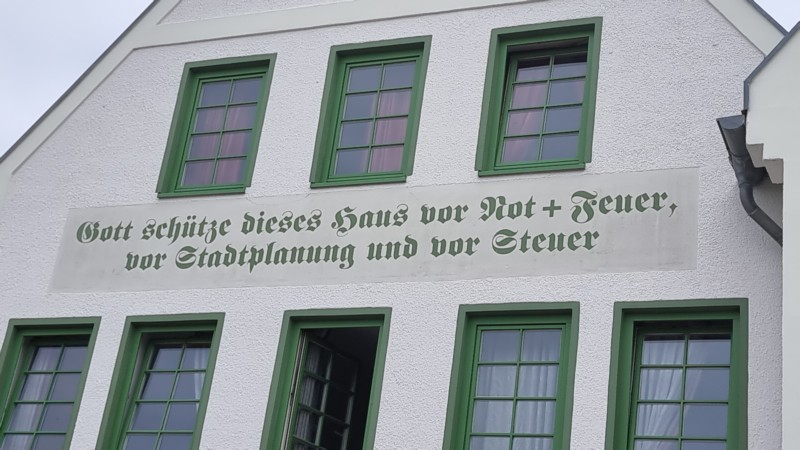 Gott schütze dieses Haus vor Not + Feuer,
vor Stadtplanung und vor Steuer